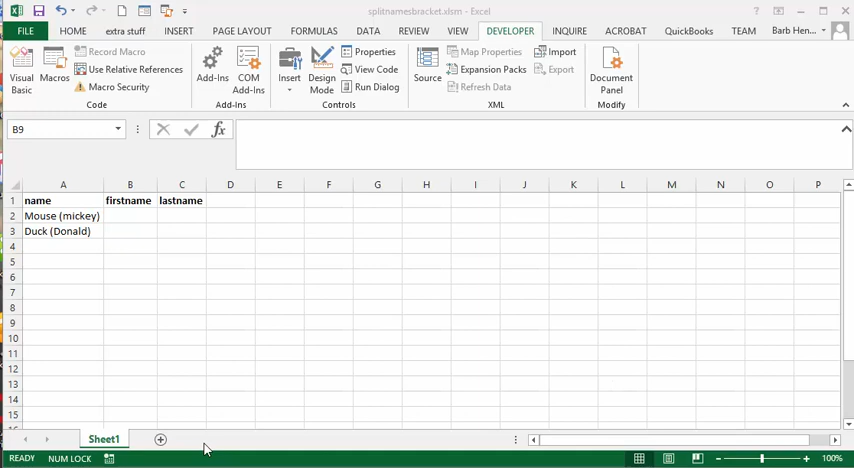 splitnamesbracket.xlsm - Excel
FILE HOME extra stuff INSERT PAGE LAYOUT FORMULAS DATA REVIEW VIEW DEVELOPER INQUIRE ACROBAT QuickBooks TEAM Barb Hen...
Visual Basic
Macros
Record Macro
Use Relative References
Macro Security
Code
Add-Ins
COM Add-Ins
Add-Ins
Insert
Design Mode
Properties
View Code
Run Dialog
Controls
Source
Map Properties
Expansion Packs
Refresh Data
Import
Export
XML
Document Panel
Modify
B9 fx
A B C D E F G H I J K L M N O P
1 name firstname lastname
2 Mouse (mickey)
3 Duck (Donald)
4
5
6
7
8
9
10
11
12
13
14
15
Sheet1
READY NUM LOCK 100%